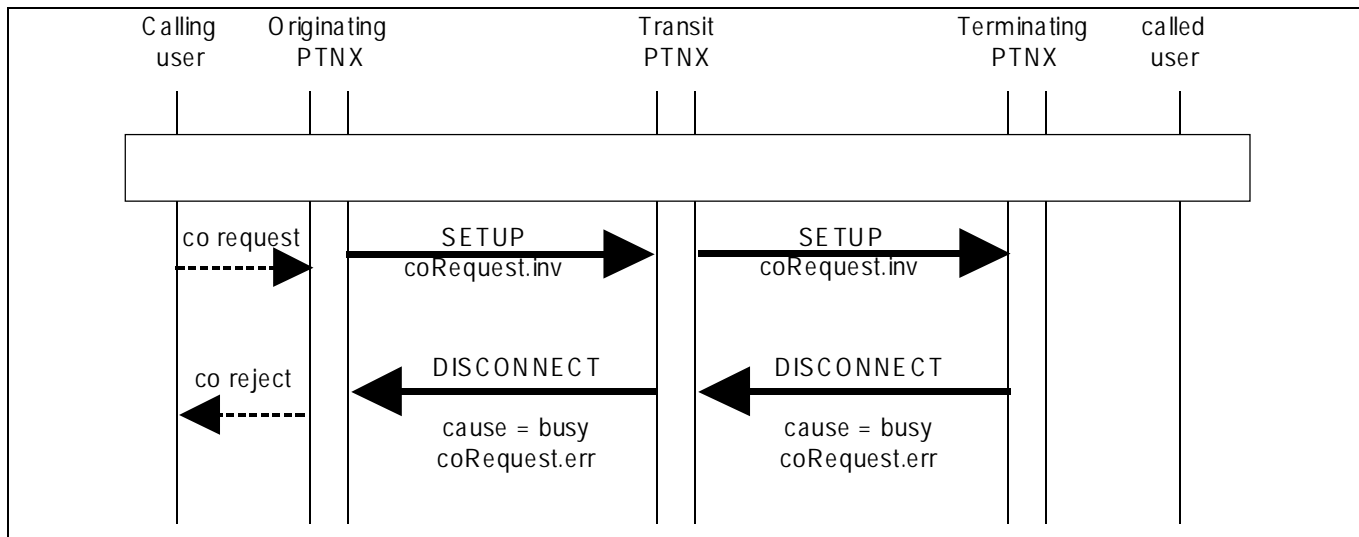 Calling user
Originating PTNX
Transit PTNX
Terminating PTNX
called user
co request
SETUP
coRequest.inv
SETUP
coRequest.inv
co reject
DISCONNECT
cause = busy
coRequest.err
DISCONNECT
cause = busy
coRequest.err